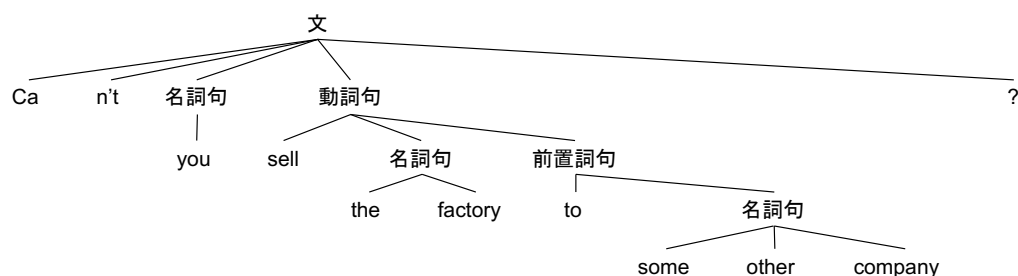 文
Ca n't 名詞句 動詞句 ?
you sell 名詞句 前置詞句
the factory to 名詞句
some other company